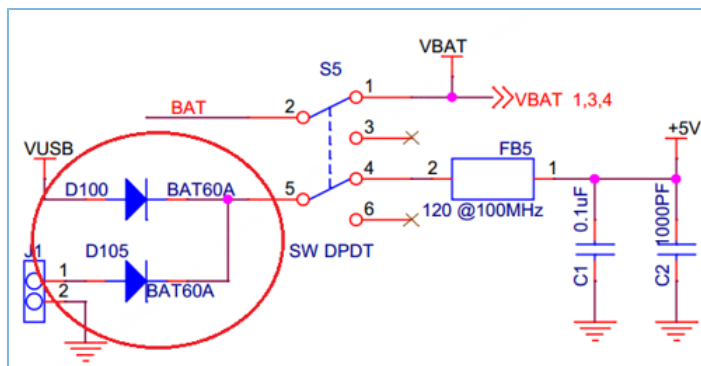 VBAT
S5
1
BAT
2
VBAT 1,3,4
3
VUSB
+5V
D100
BAT60A
5
4
2
FB5
1
120 @100MHz
0.1uF
1000PF
6
J1
D105
SW DPDT
1
2
BAT60A
C1
C2